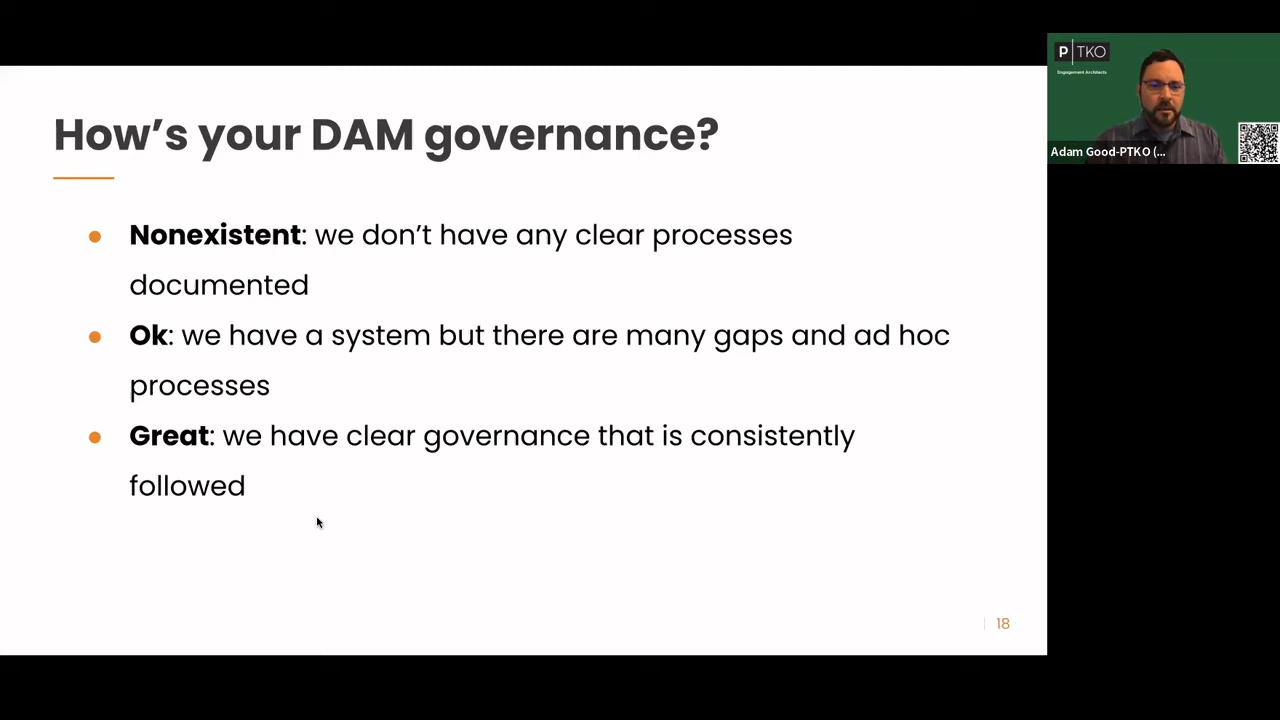 How's your DAM governance?
● Nonexistent: we don't have any clear processes
documented
● Ok: we have a system but there are many gaps and ad hoc
processes
● Great: we have clear governance that is consistently
followed
18
P|TKO
Engagement Architects
Adam Good-PTKO (...